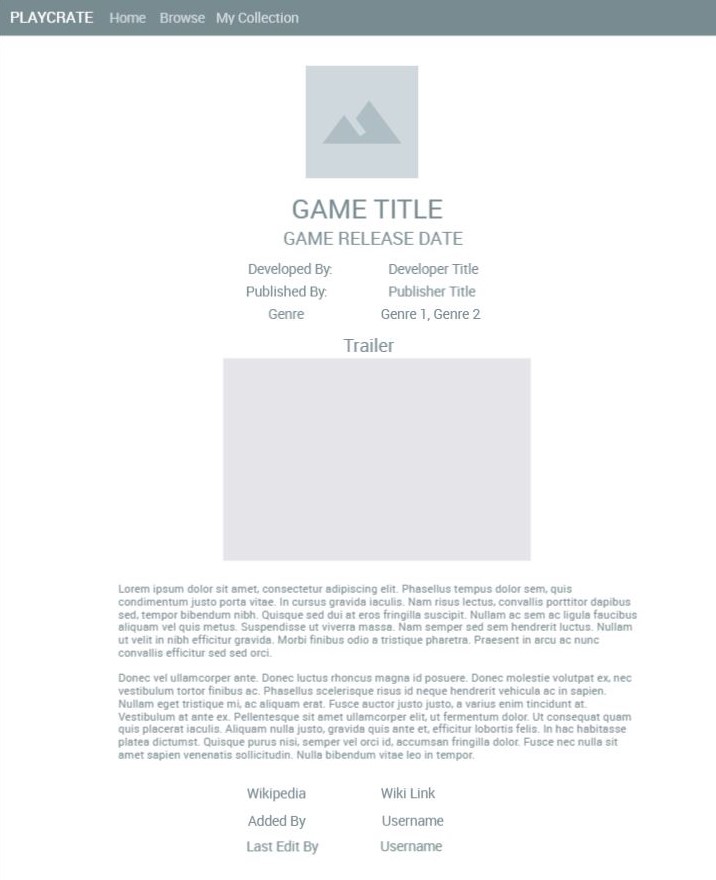 PLAYCRATE Home Browse My Collection
GAME TITLE
GAME RELEASE DATE
Developed By: Developer Title
Published By: Publisher Title
Genre Genre 1, Genre 2
Trailer
Lorem ipsum dolor sit amet, consectetur adipiscing elit. Phasellus tempus dolor sem, quis
condimentum justo porta vitae. In cursus gravida iaculis. Nam risus lectus, convallis porttitor dapibus
sed, tempor bibendum nibh. Quisque sed dui at eros fringilla suscipit. Nullam ac sem ac ligula faucibus
aliquam vel quis metus. Suspendisse ut viverra massa. Nam semper sed sem hendrerit luctus. Nullam
ut velit in nibh efficitur gravida. Morbi finibus odio a tristique pharetra. Praesent in arcu ac nunc
convallis efficitur sed sed orci.
Donec vel ullamcorper ante. Donec luctus rhoncus magna id posuere. Donec molestie volutpat ex, nec
vestibulum tortor finibus ac. Phasellus scelerisque risus id neque hendrerit vehicula ac in sapien.
Nullam eget tristique mi, ac aliquam erat. Fusce auctor justo justo, a varius enim tincidunt at.
Vestibulum at ante ex. Pellentesque sit amet ullamcorper elit, ut fermentum dolor. Ut consequat quam
quis placerat iaculis. Aliquam nulla justo, gravida quis ante et, efficitur lobortis felis. In hac habitasse
platea dictumst. Quisque purus nisi, semper vel orci id, accumsan fringilla dolor. Fusce nec nulla sit
amet sapien venenatis sollicitudin. Nulla bibendum vitae leo in tempor.
Wikipedia Wiki Link
Added By Username
Last Edit By Username